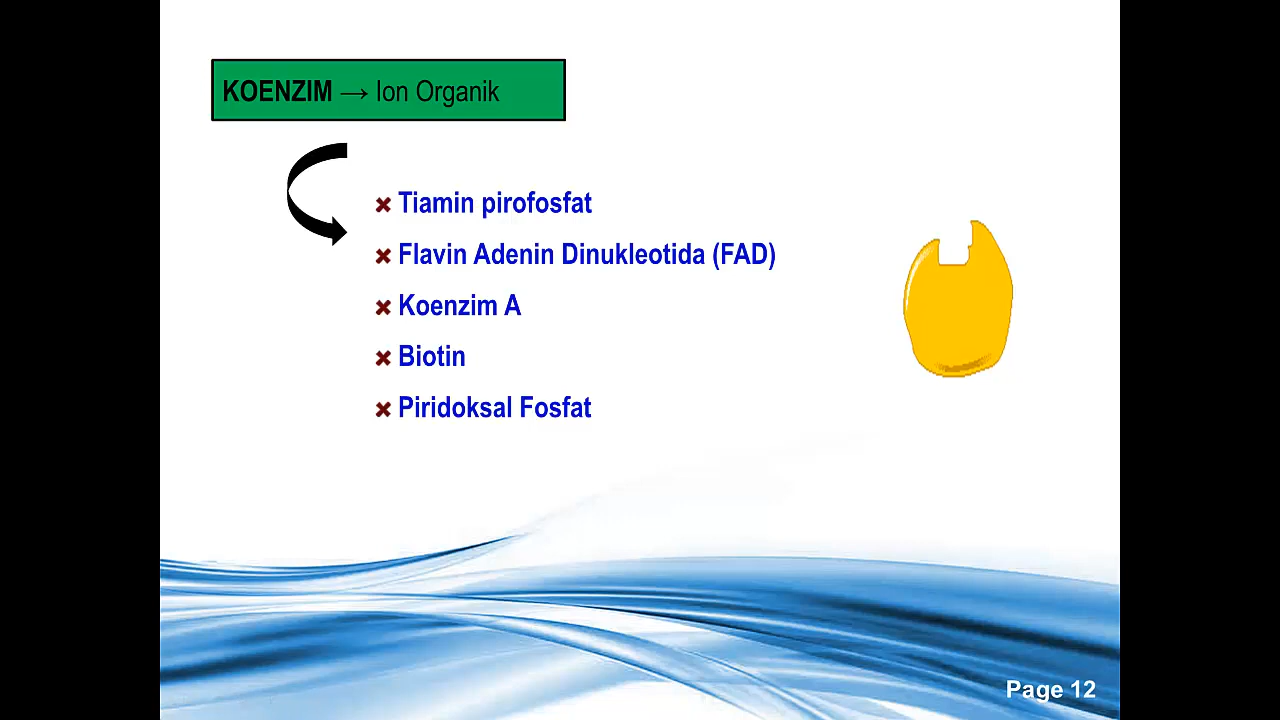 KOENZIM → Ion Organik
Tiamin pirofosfat
Flavin Adenin Dinukleotida (FAD)
Koenzim A
Biotin
Piridoksal Fosfat
Page 12